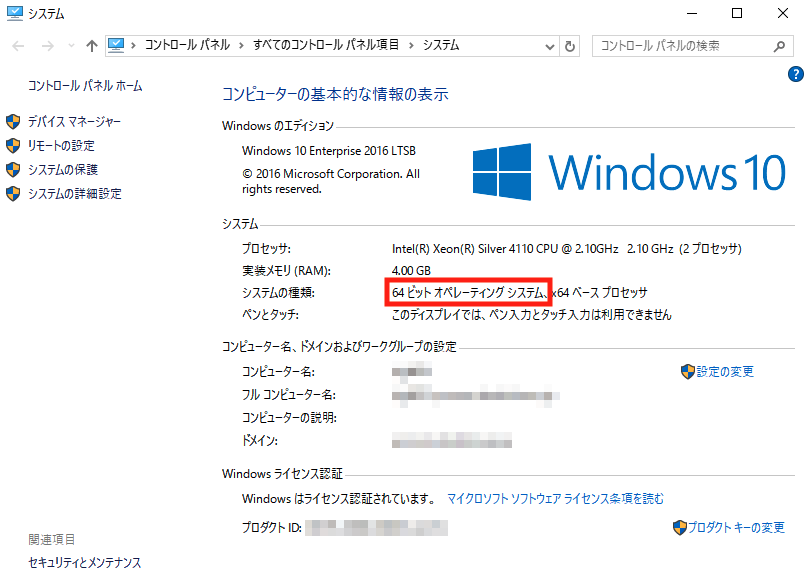 システム
コントロール パネル > すべてのコントロール パネル項目 > システム
コントロール パネルの検索
?
コントロール パネル ホーム
デバイス マネージャー
リモートの設定
システムの保護
システムの詳細設定
コンピューターの基本的な情報の表示
Windows のエディション
Windows 10 Enterprise 2016 LTSB
© 2016 Microsoft Corporation. All
rights reserved.
Windows 10
システム
プロセッサ: Intel(R) Xeon(R) Silver 4110 CPU @ 2.10GHz 2.10 GHz (2 プロセッサ)
実装メモリ (RAM): 4.00 GB
システムの種類: 64 ビット オペレーティング システム、x64 ベース プロセッサ
ペンとタッチ: このディスプレイでは、ペン入力とタッチ入力は利用できません
コンピューター名、ドメインおよびワークグループの設定
コンピューター名:
設定の変更
フル コンピューター名:
コンピューターの説明:
ドメイン:
Windows ライセンス認証
Windows はライセンス認証されています。 マイクロソフト ソフトウェア ライセンス条項を読む
プロダクト ID:
プロダクト キーの変更
関連項目
セキュリティとメンテナンス